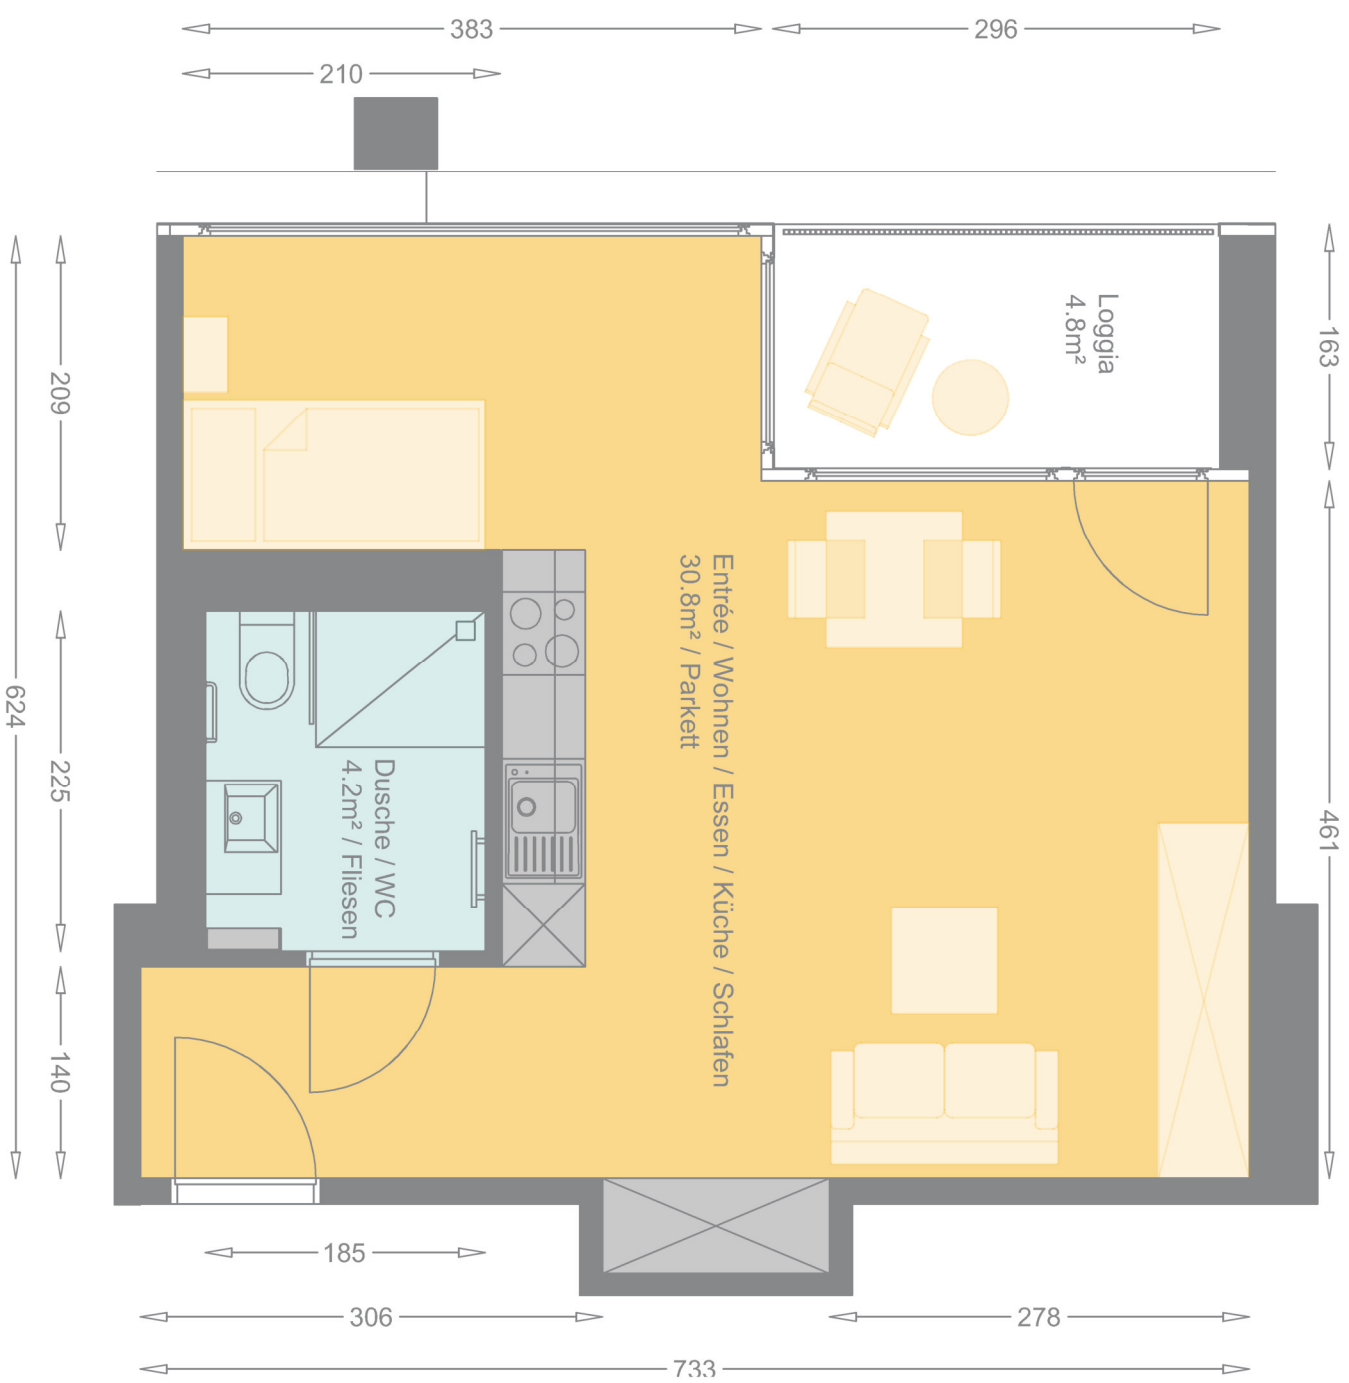 383
296
210
Loggia
4.8m²
163
209
Entrée / Wohnen / Essen / Küche / Schlafen
30.8m² / Parkett
624
225
Dusche / WC
4.2m² / Fliesen
461
140
185
306
278
733